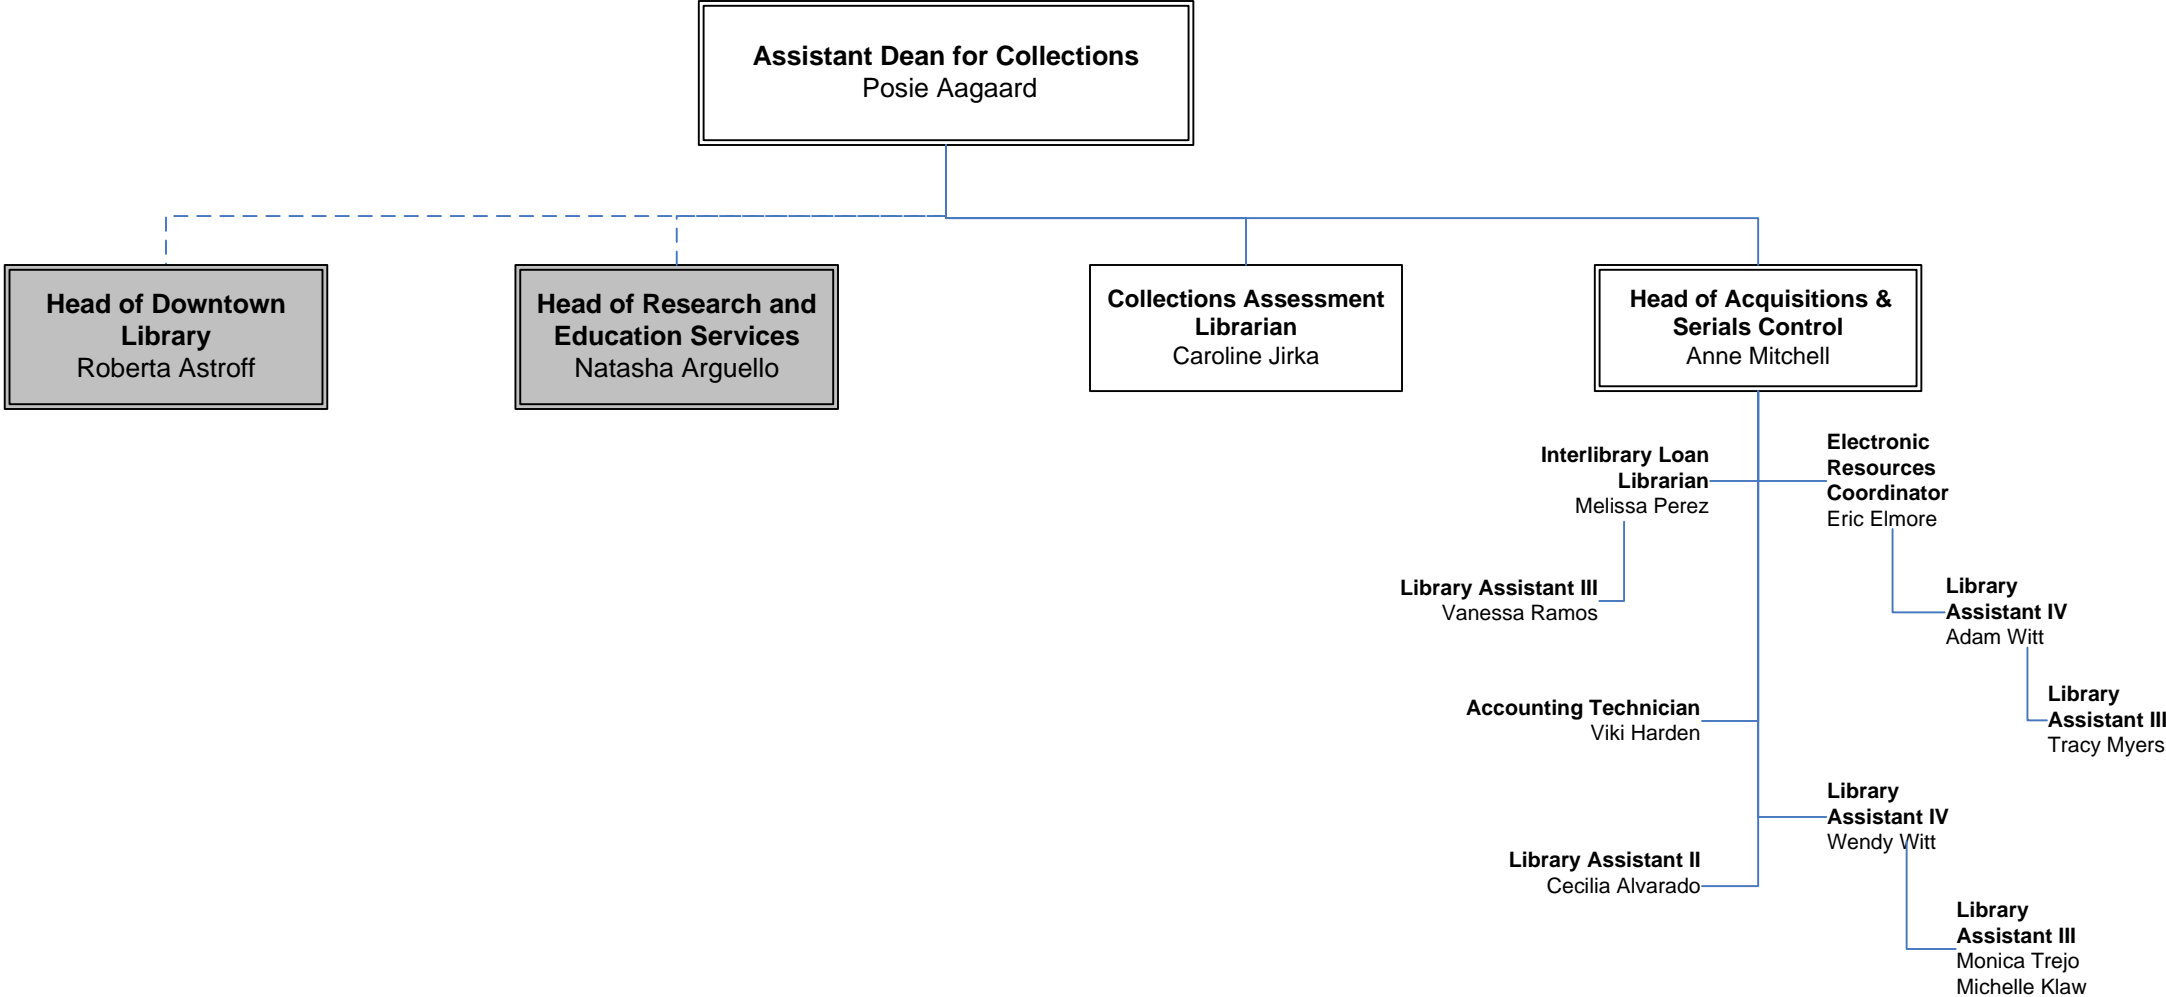 Assistant Dean for Collections
Posie Aagaard
Head of Downtown
Library
Roberta Astroff
Head of Research and
Education Services
Natasha Arguello
Collections Assessment
Librarian
Caroline Jirka
Head of Acquisitions &
Serials Control
Anne Mitchell
Interlibrary Loan
Librarian
Melissa Perez
Electronic
Resources
Coordinator
Eric Elmore
Library Assistant III
Vanessa Ramos
Library
Assistant IV
Adam Witt
Library
Assistant III
Tracy Myers
Accounting Technician
Viki Harden
Library
Assistant IV
Wendy Witt
Library Assistant II
Cecilia Alvarado
Library
Assistant III
Monica Trejo
Michelle Klaw